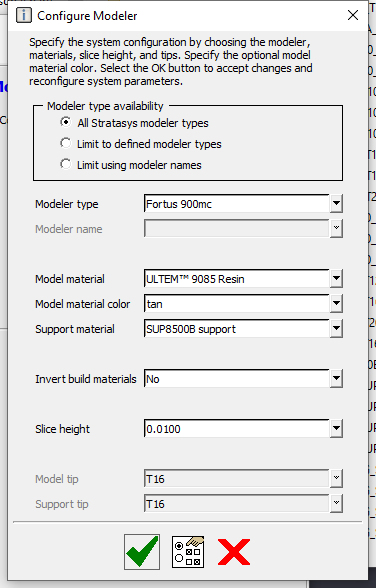 Configure Modeler
Specify the system configuration by choosing the modeler,
materials, slice height, and tips. Specify the optional model
material color. Select the OK button to accept changes and
reconfigure system parameters.
Modeler type availability
All Stratasys modeler types
Limit to defined modeler types
Limit using modeler names
Modeler type Fortus 900mc
Modeler name
Model material ULTEM™ 9085 Resin
Model material color tan
Support material SUP8500B support
Invert build materials No
Slice height 0.0100
Model tip T16
Support tip T16